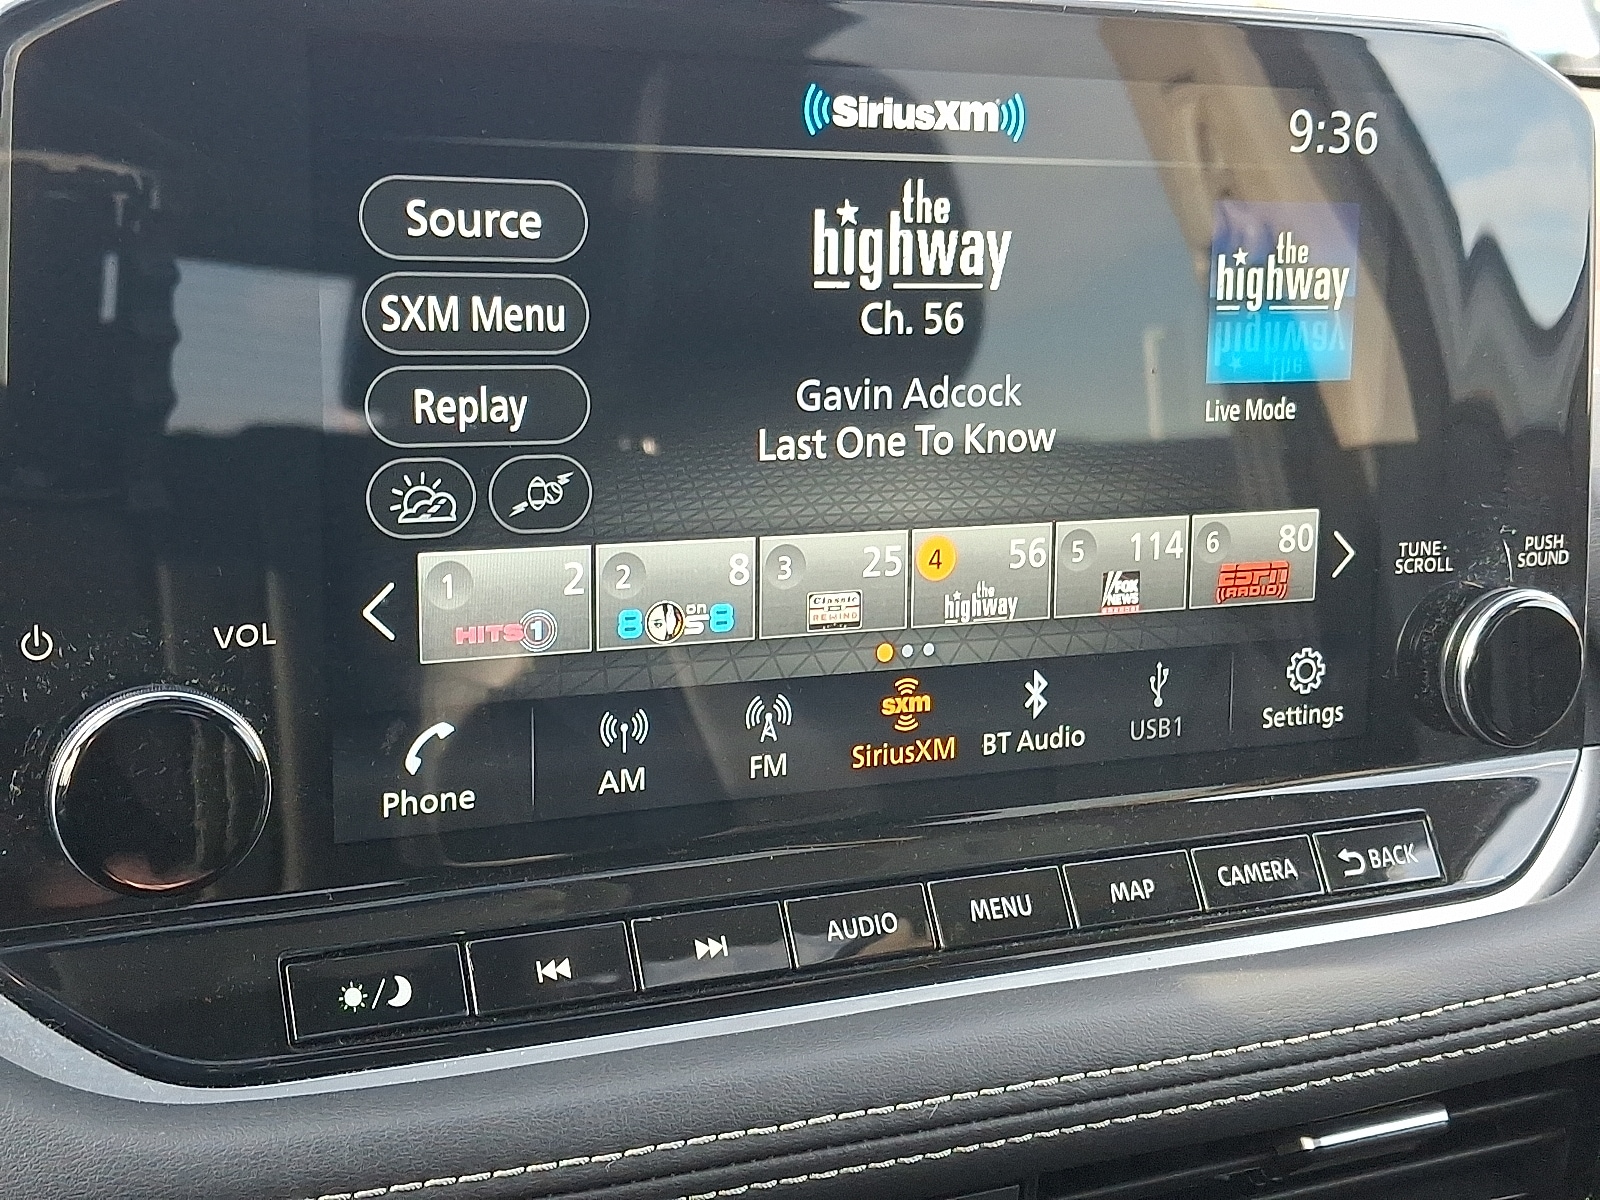 SiriusXM
9:36
Source
SXM Menu
Replay
the
highway
Ch. 56
Gavin Adcock
Last One To Know
the
highway
Live Mode
1 2
HITS 1
2 8
8 on 8
3 25
Classic
REWIND
4 56
the
highway
5 114
FOX
NEWS
6 80
ESPN
RADIO
TUNE·
SCROLL
PUSH
SOUND
VOL
Phone
AM
FM
sxm
SiriusXM
BT Audio
USB1
Settings
AUDIO
MENU
MAP
CAMERA
BACK